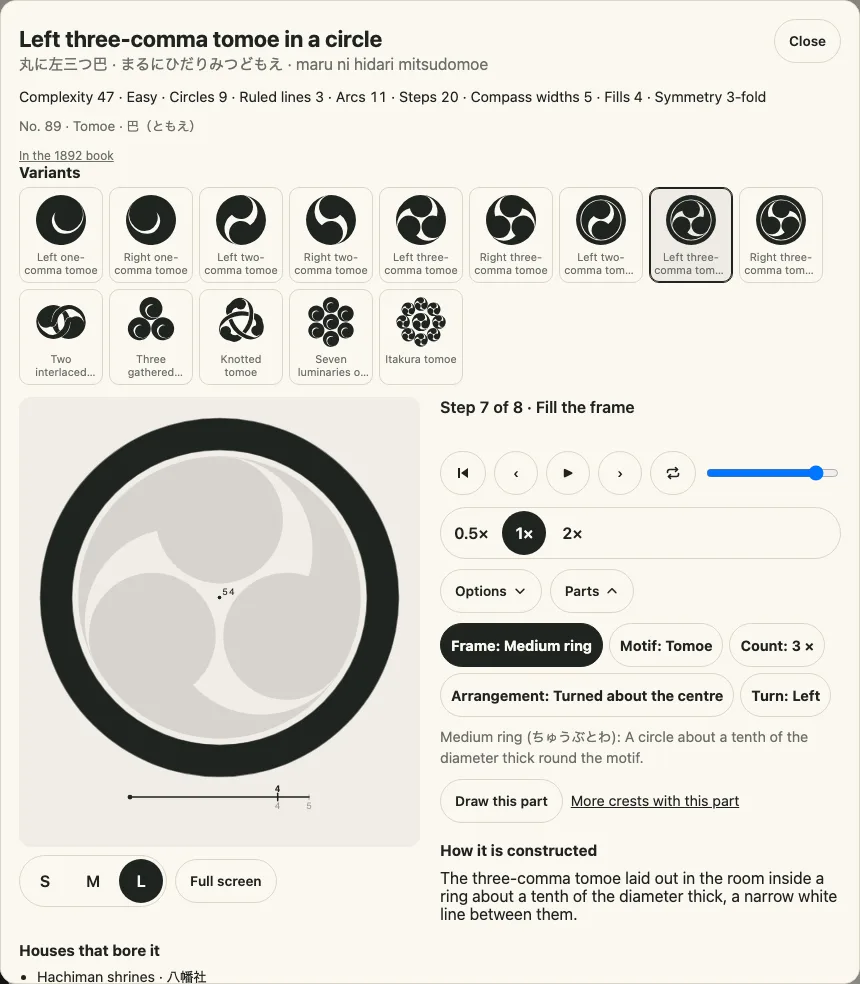 Left three-comma tomoe in a circle
Close
丸に左三つ巴 · まるにひだりみつどもえ · maru ni hidari mitsudomoe
Complexity 47 · Easy · Circles 9 · Ruled lines 3 · Arcs 11 · Steps 20 · Compass widths 5 · Fills 4 · Symmetry 3-fold
No. 89 · Tomoe · 巴（ともえ）
In the 1892 book
Variants
Left one-
comma tomoe
Right one-
comma tomoe
Left two-
comma tomoe
Right two-
comma tomoe
Left three-
comma tomoe
Right three-
comma tomoe
Left two-
comma tom...
Left three-
comma tom...
Right three-
comma tom...
Two
interlaced...
Three
gathered...
Knotted
tomoe
Seven
luminaries o...
Itakura tomoe
54
4
4
5
S M L
Full screen
Step 7 of 8 · Fill the frame
0.5× 1× 2×
Options
Parts
Frame: Medium ring
Motif: Tomoe
Count: 3 ×
Arrangement: Turned about the centre
Turn: Left
Medium ring (ちゅうぶとわ): A circle about a tenth of the
diameter thick round the motif.
Draw this part
More crests with this part
How it is constructed
The three-comma tomoe laid out in the room inside a
ring about a tenth of the diameter thick, a narrow white
line between them.
Houses that bore it
• Hachiman shrines · 八幡社